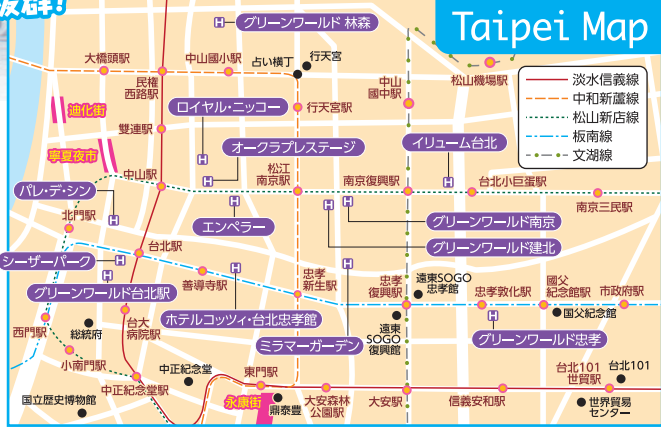 抜群!
Taipei Map
淡水信義線
中和新蘆線
松山新店線
板南線
文湖線
グリーンワールド 林森
大橋頭駅
中山國小駅
占い横丁
行天宮
民権
西路駅
中山
國中駅
松山機場駅
迪化街
ロイヤル・ニッコー
行天宮駅
雙連駅
オークラプレステージ
イリューム台北
寧夏夜市
中山駅
松江
南京駅
南京復興駅
台北小巨蛋駅
南京三民駅
パレ・デ・シン
北門駅
エンペラー
グリーンワールド南京
台北駅
グリーンワールド建北
シーザーパーク
善導寺駅
忠孝
新生駅
忠孝
復興駅
遠東SOGO
忠孝館
忠孝敦化駅
國父
紀念館駅
市政府駅
グリーンワールド台北駅
西門駅
総統府
台大
病院駅
ホテルコッツィ・台北忠孝館
遠東
SOGO
復興館
国父紀念館
ミラマーガーデン
グリーンワールド忠孝
小南門駅
中正紀念堂
東門駅
台北101
世貿駅
台北101
中正紀念堂駅
国立歴史博物館
永康街
鼎泰豊
大安森林
公園駅
大安駅
信義安和駅
世界貿易
センター
H
H
H
H
H
H
H
H
H
H
H
H
H